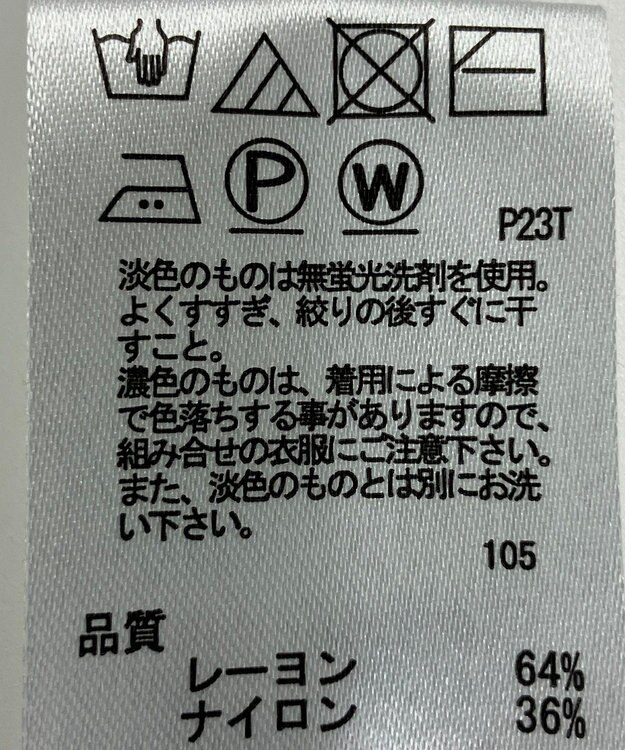 P
W
P23T
淡色のものは無蛍光洗剤を使用。
よくすすぎ、絞りの後すぐに干
すこと。
濃色のものは、着用による摩擦
で色落ちする事がありますので、
組み合せの衣服にご注意下さい。
また、淡色のものとは別にお洗
い下さい。
105
品質
レーヨン 64%
ナイロン 36%